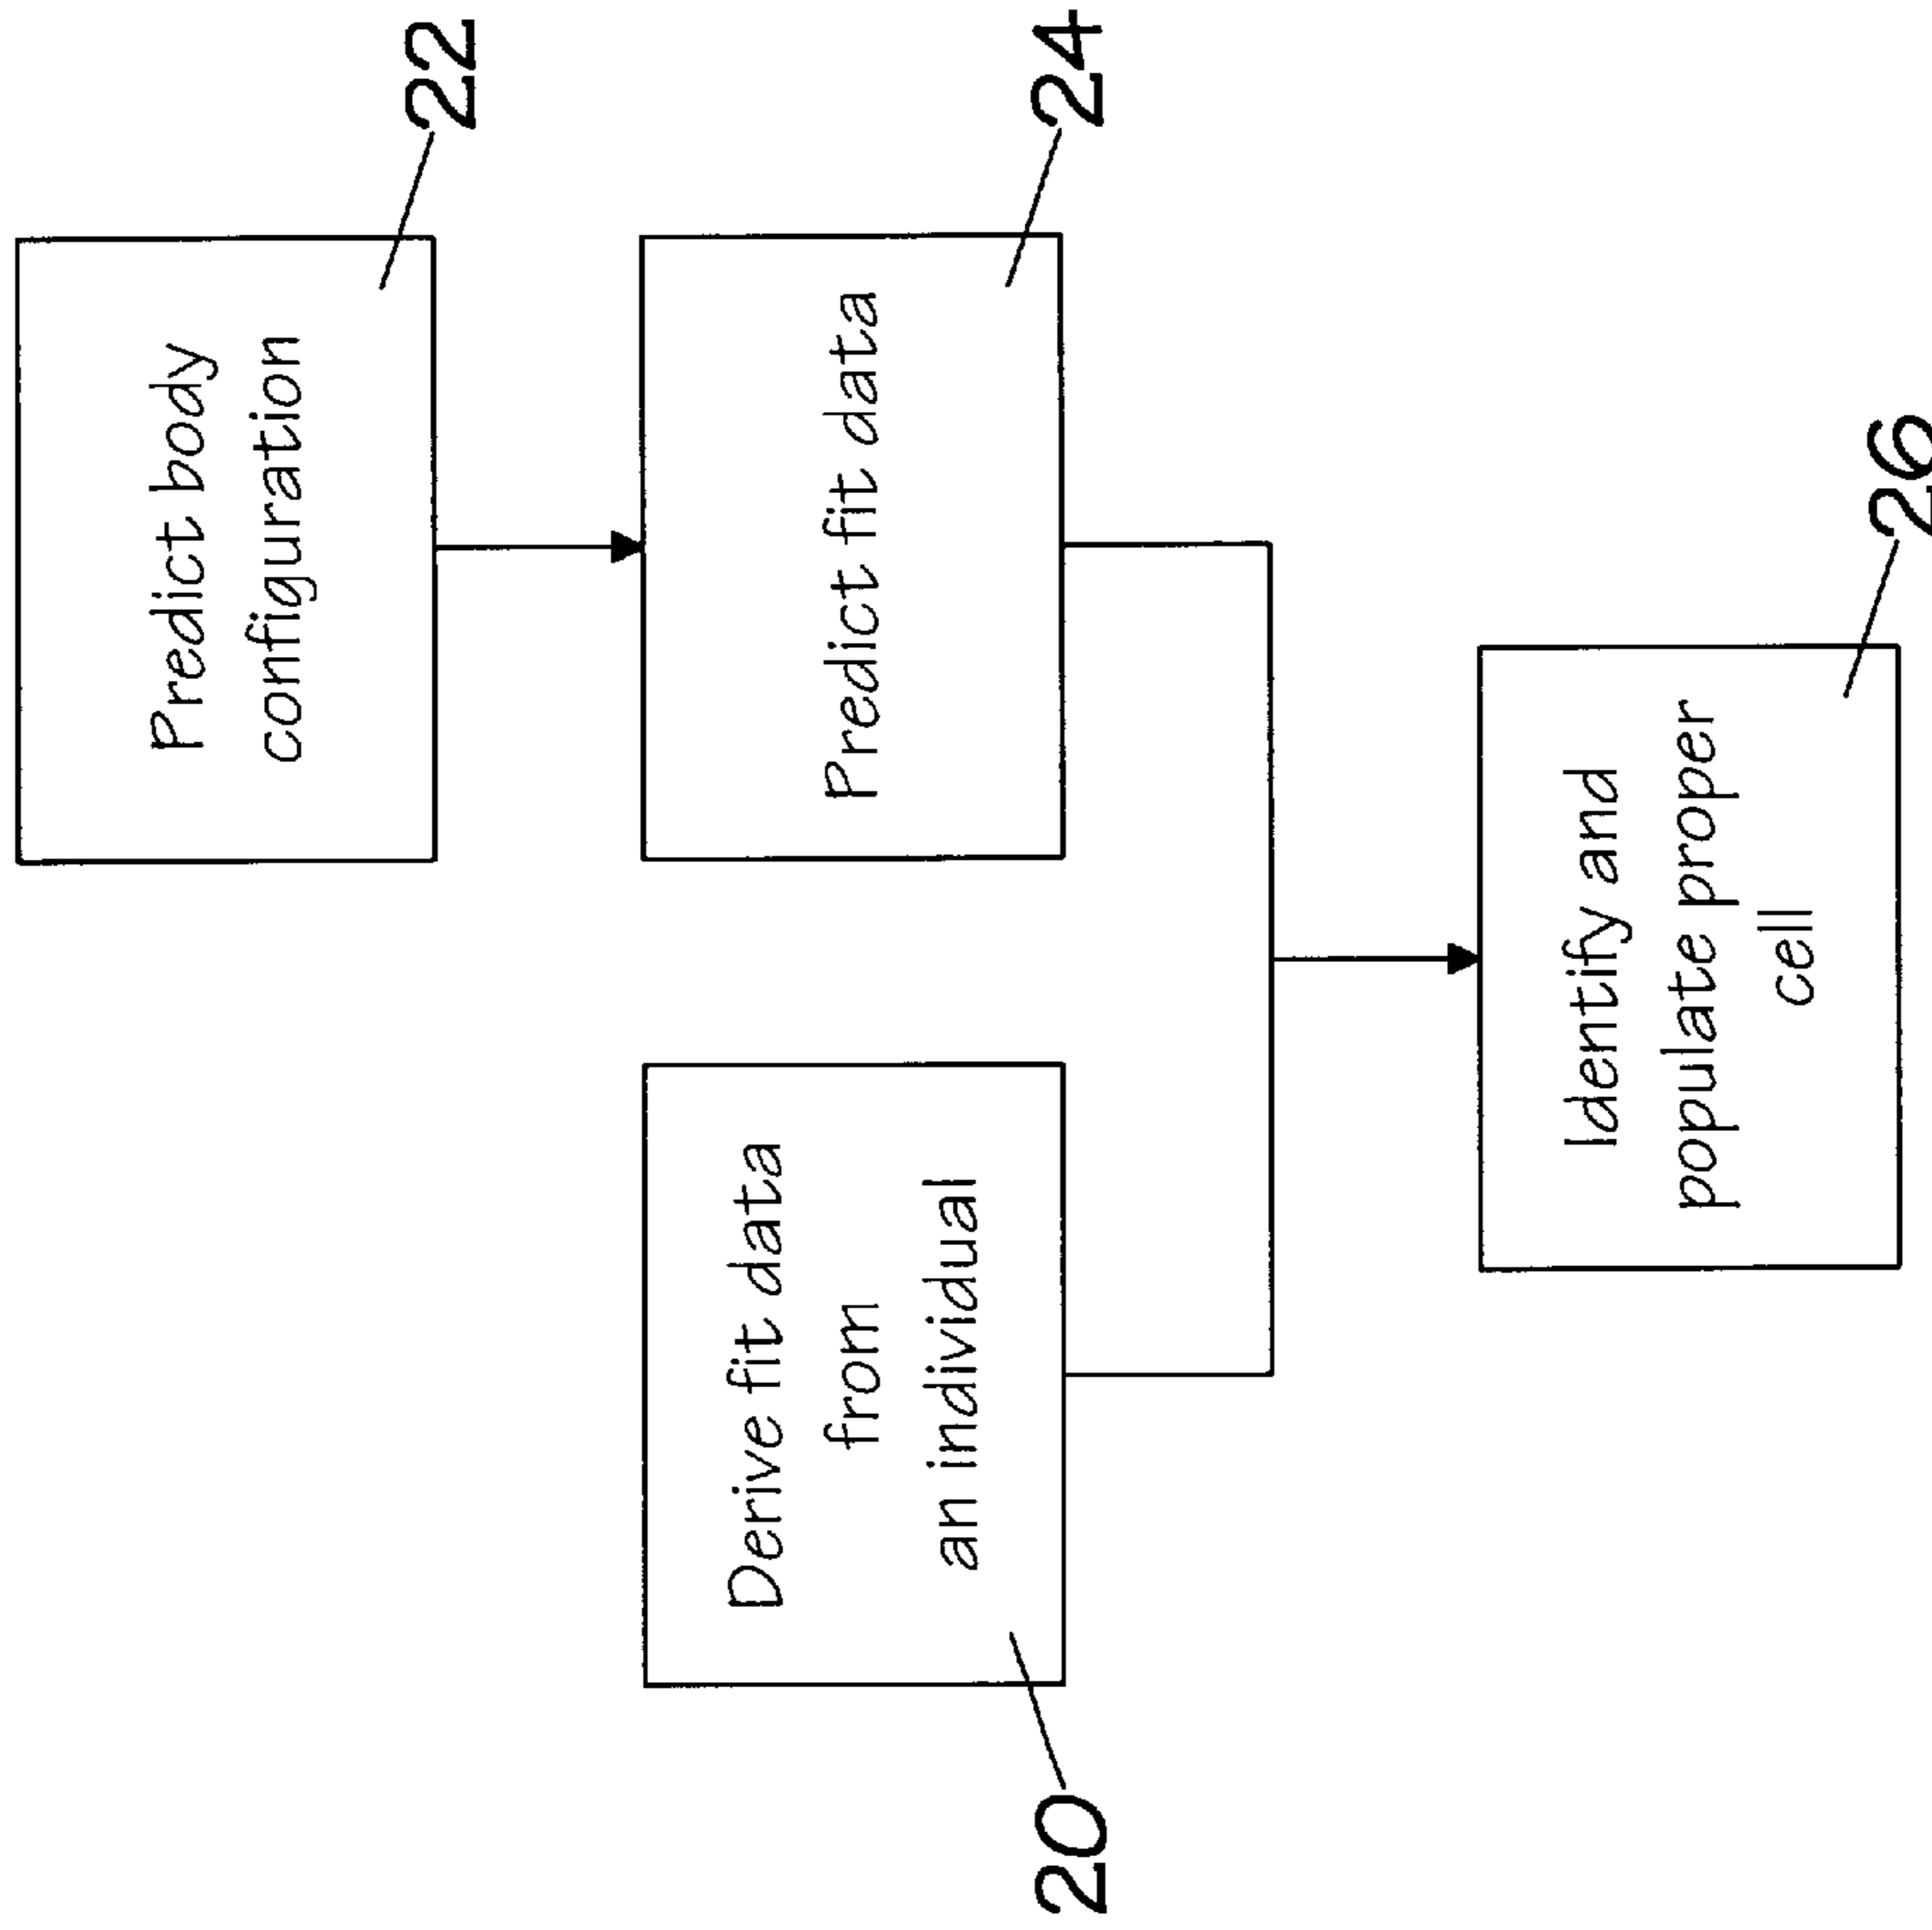 22
Predict body
configuration
24
Predict fit data
20
Derive fit data
from
an individual
26
Identify and
populate proper
cell